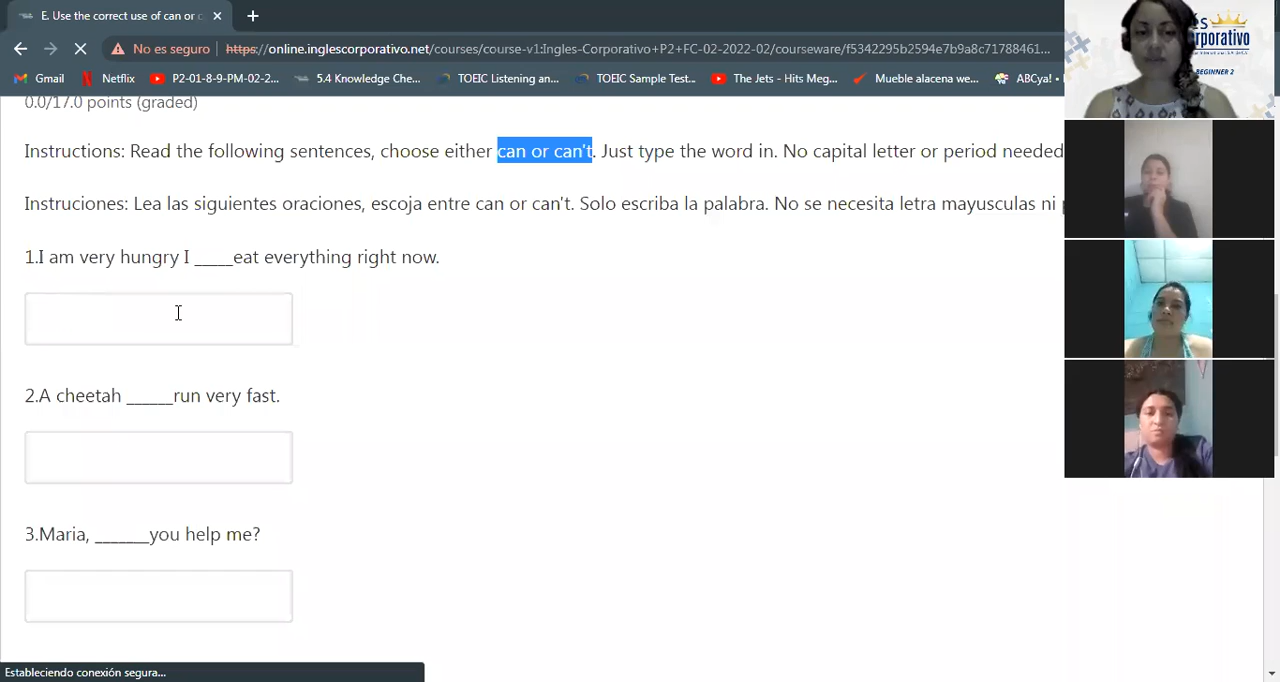 E. Use the correct use of can or c
No es seguro https://online.inglescorporativo.net/courses/course-v1:Ingles-Corporativo+P2+FC-02-2022-02/courseware/f5342295b2594e7b9a8c71788461...
Gmail Netflix P2-01-8-9-PM-02-2... 5.4 Knowledge Che... TOEIC Listening an... TOEIC Sample Test... The Jets - Hits Meg... Mueble alacena we... ABCya! •
0.0/17.0 points (graded)
Instructions: Read the following sentences, choose either can or can't. Just type the word in. No capital letter or period needed
Instruciones: Lea las siguientes oraciones, escoja entre can or can't. Solo escriba la palabra. No se necesita letra mayusculas ni
1.I am very hungry I _____eat everything right now.
2.A cheetah ______run very fast.
3.Maria, _______you help me?
Estableciendo conexión segura...
BEGINNER 2